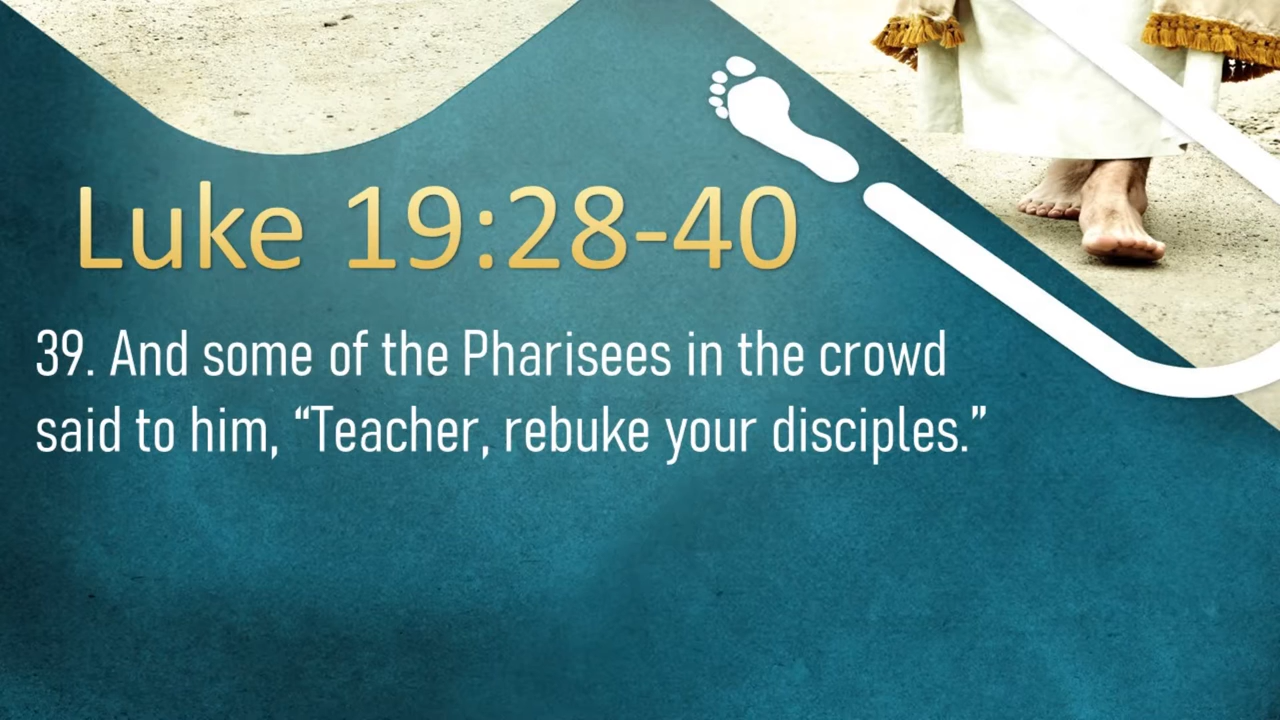 Luke 19:28-40
39. And some of the Pharisees in the crowd
said to him, “Teacher, rebuke your disciples.”